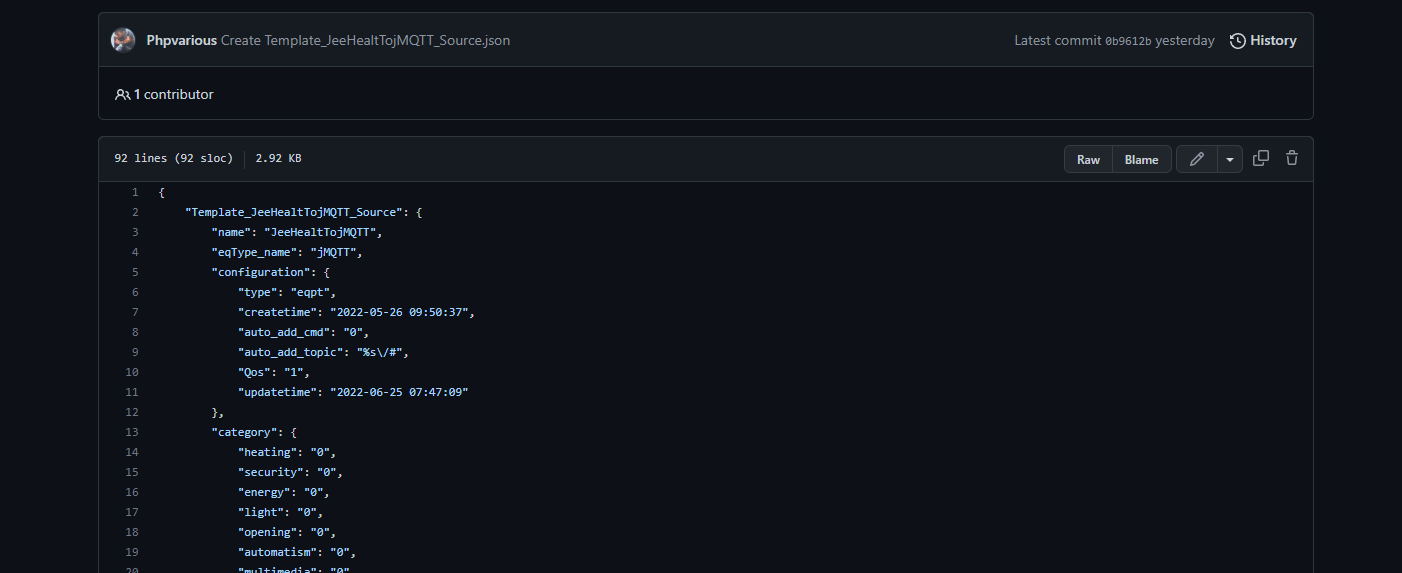 Phpvarious Create Template_JeeHealtTojMQTT_Source.json Latest commit 0b9612b yesterday History
1 contributor
92 lines (92 sloc) 2.92 KB Raw Blame
1 {
2 "Template_JeeHealtTojMQTT_Source": {
3 "name": "JeeHealtTojMQTT",
4 "eqType_name": "jMQTT",
5 "configuration": {
6 "type": "eqpt",
7 "createtime": "2022-05-26 09:50:37",
8 "auto_add_cmd": "0",
9 "auto_add_topic": "%s\/#",
10 "Qos": "1",
11 "updatetime": "2022-06-25 07:47:09"
12 },
13 "category": {
14 "heating": "0",
15 "security": "0",
16 "energy": "0",
17 "light": "0",
18 "opening": "0",
19 "automatism": "0",
20 "multimedia": "0"